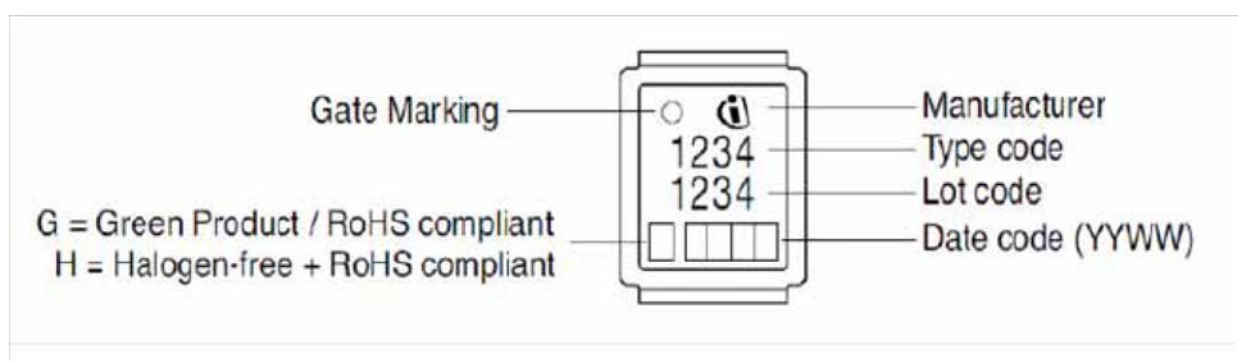 Gate Marking
Manufacturer
1234
Type code
1234
Lot code
G = Green Product / RoHS compliant
H = Halogen-free + RoHS compliant
Date code (YYWW)